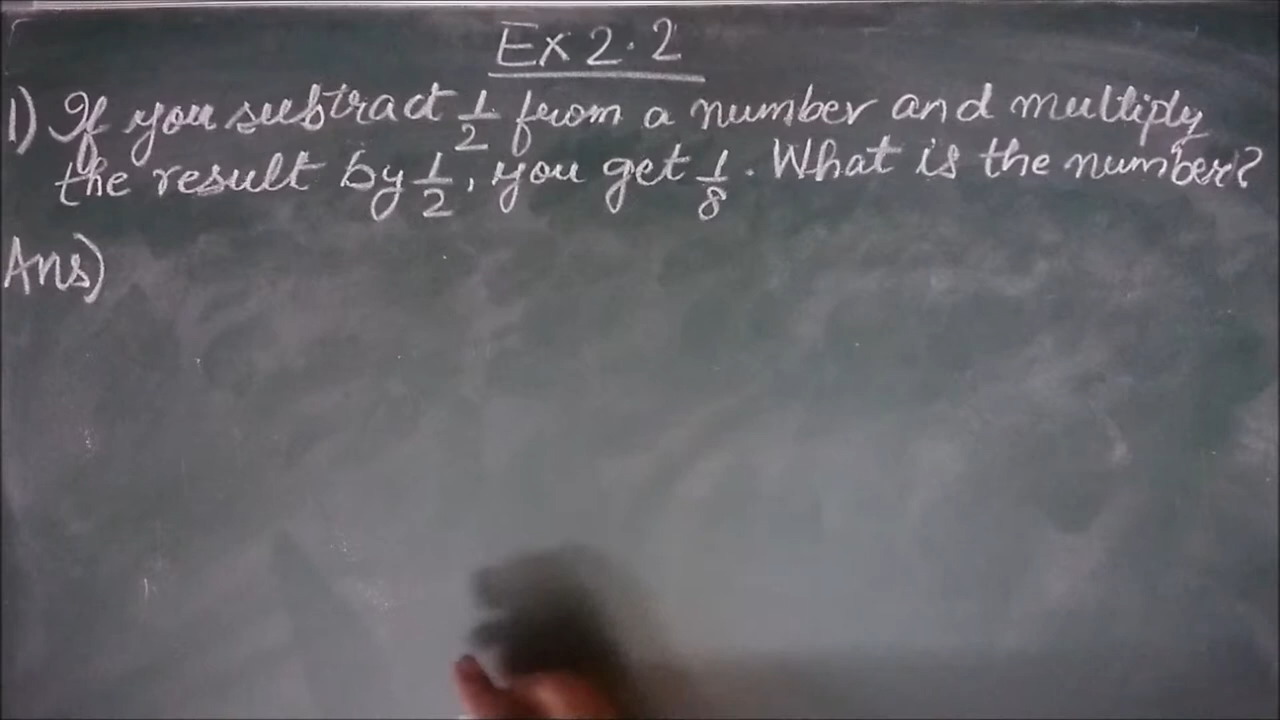 Ex 2.2
1) If you subtract 1/2 from a number and multiply
the result by 1/2, you get 1/8. What is the number?
Ans)